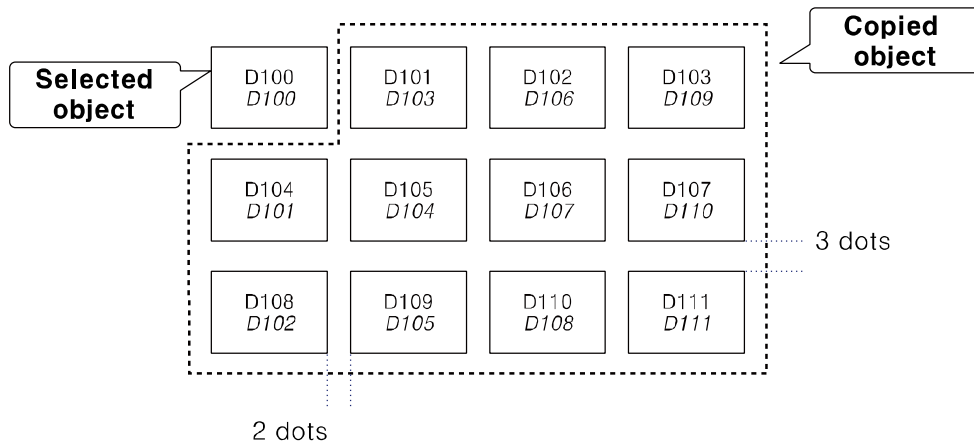 Copied
object
Selected
object
D100
D100
D101
D103
D102
D106
D103
D109
D104
D101
D105
D104
D106
D107
D107
D110
3 dots
D108
D102
D109
D105
D110
D108
D111
D111
2 dots